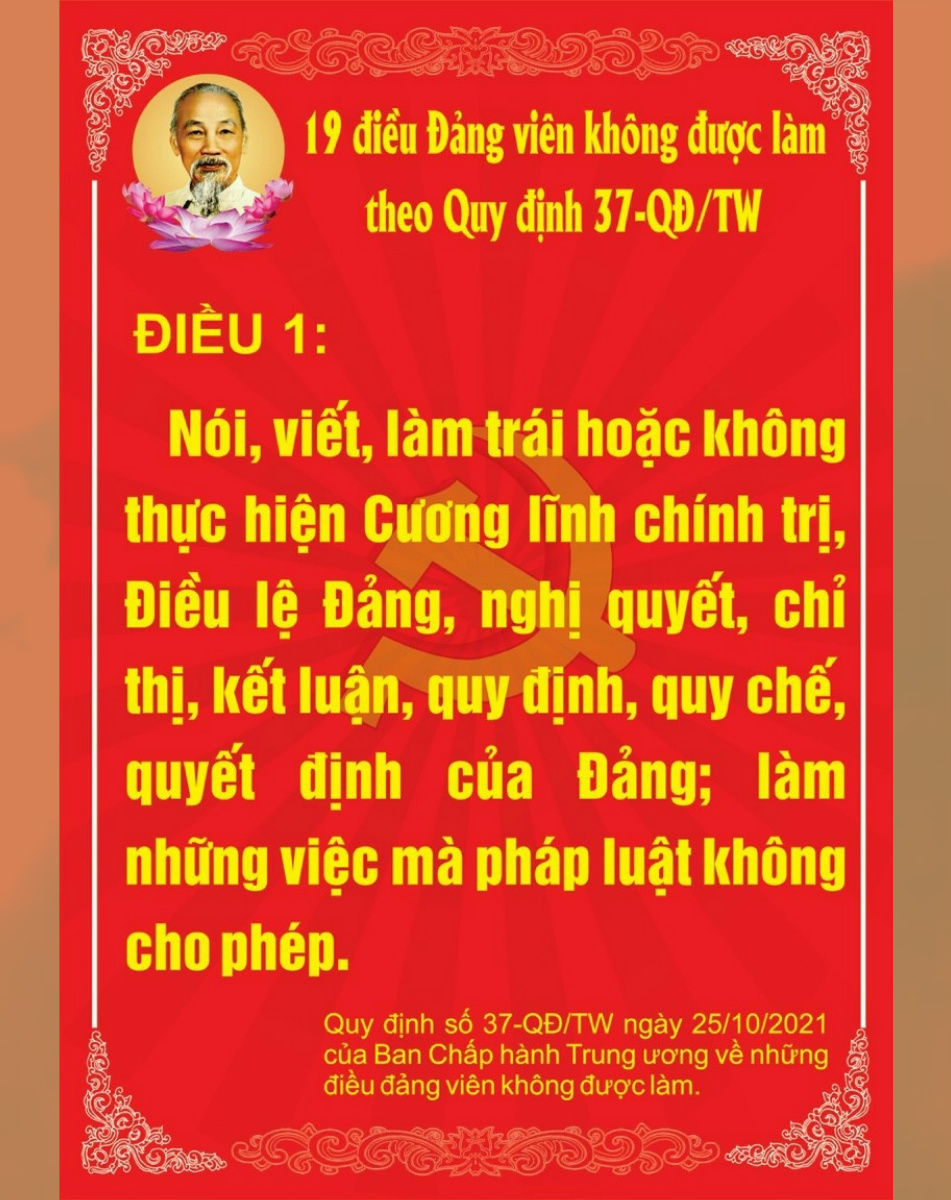 19 điều Đảng viên không được làm
theo Quy định 37-QĐ/TW
ĐIỀU 1:
Nói, viết, làm trái hoặc không
thực hiện Cương lĩnh chính trị,
Điều lệ Đảng, nghị quyết, chỉ
thị, kết luận, quy định, quy chế,
quyết định của Đảng; làm
những việc mà pháp luật không
cho phép.
Quy định số 37-QĐ/TW ngày 25/10/2021
của Ban Chấp hành Trung ương về những
điều đảng viên không được làm.